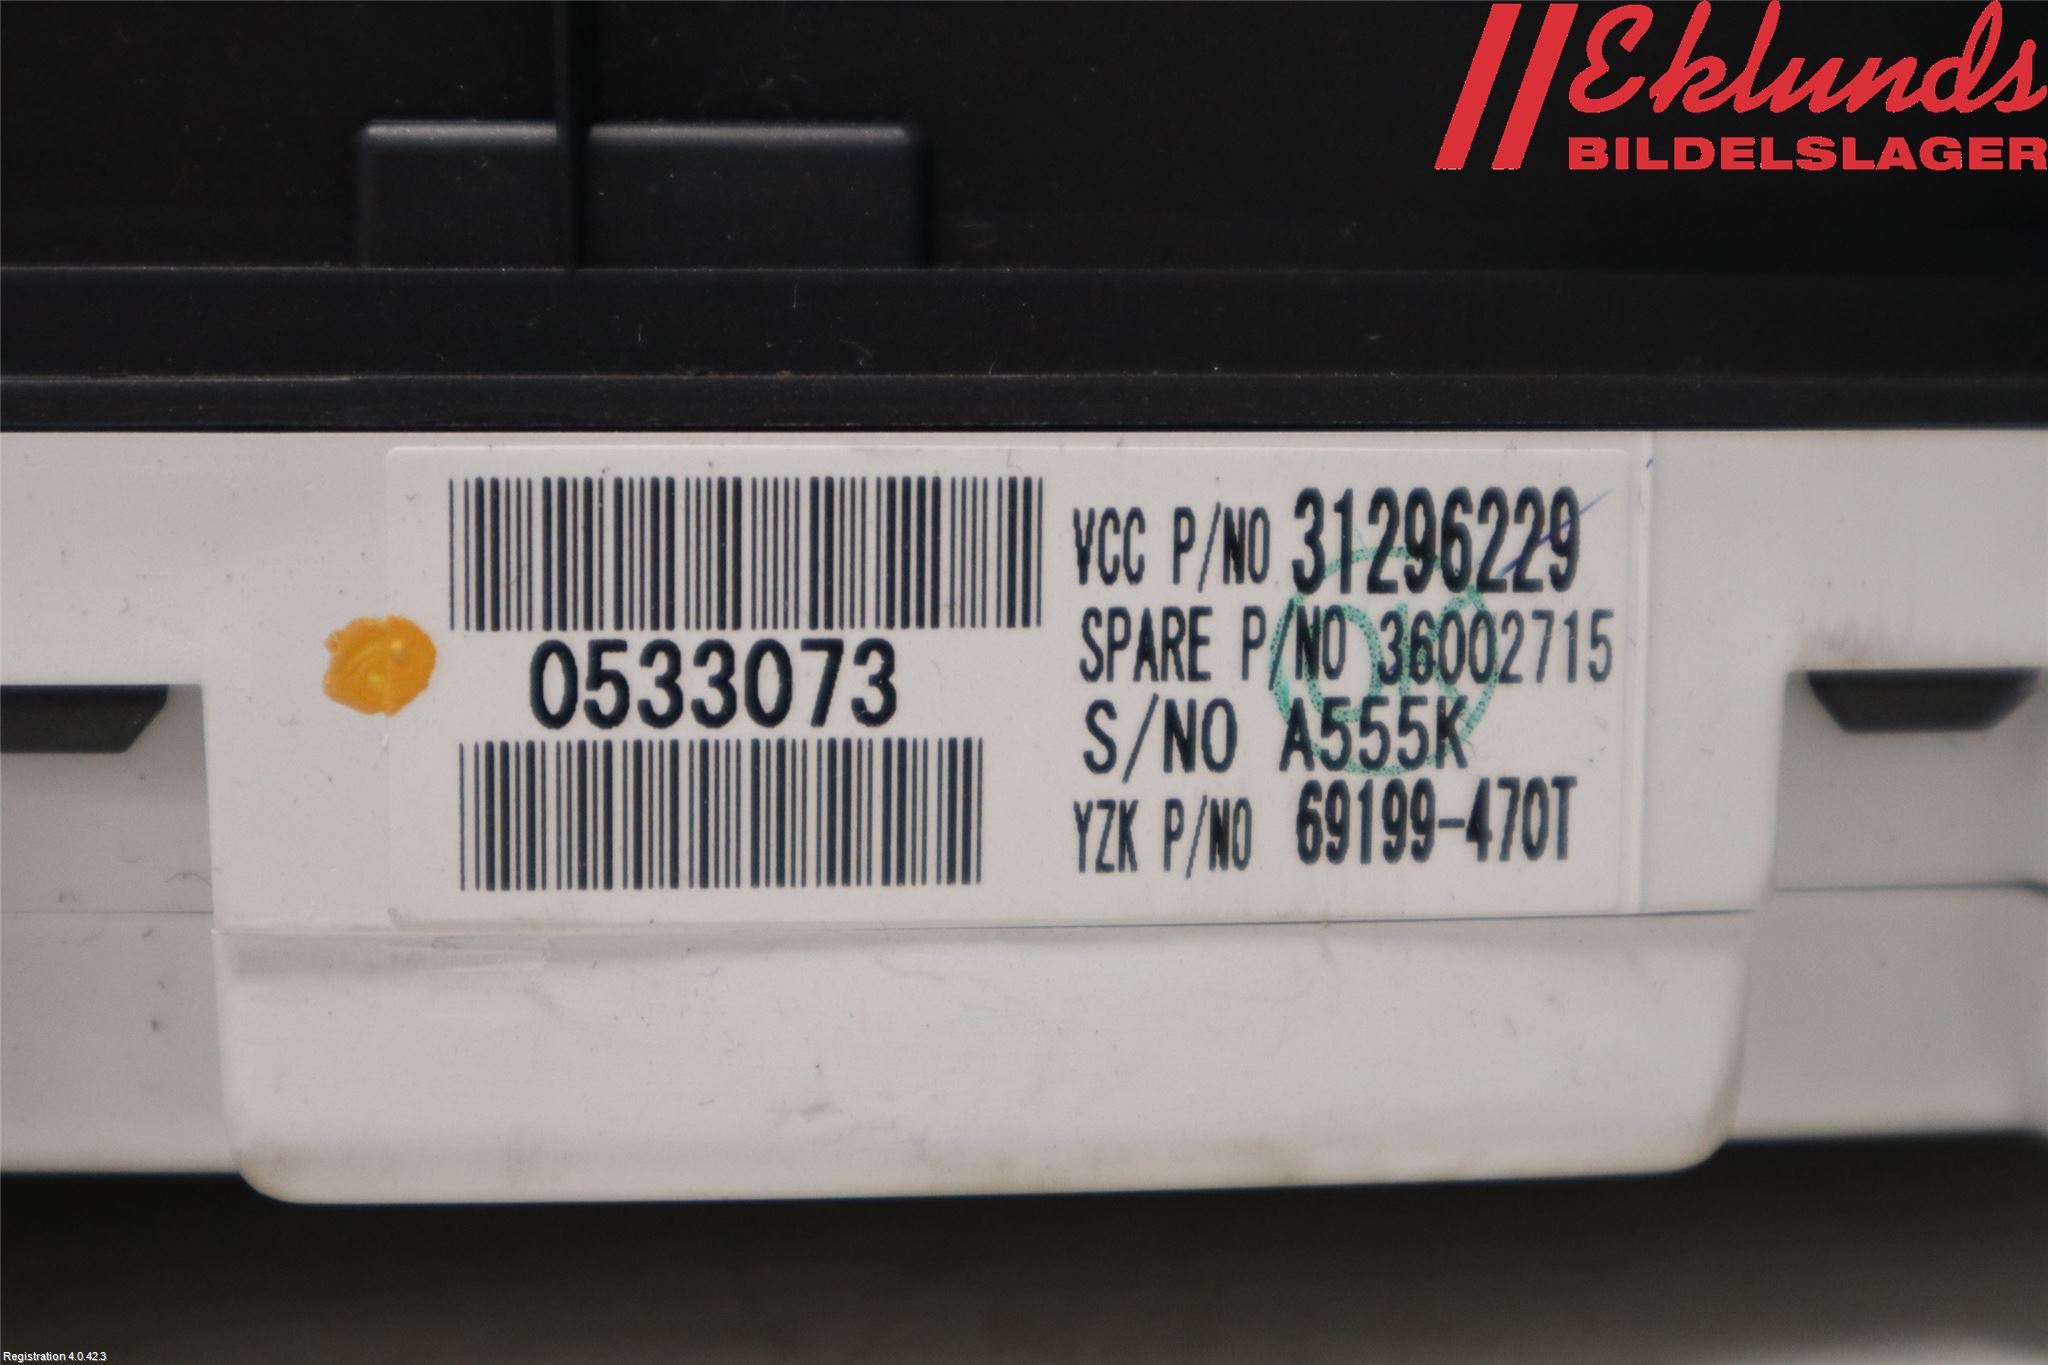 Eklunds
BILDELSLAGER
0533073
VCC P/NO 31296229
SPARE P/NO 36002715
S/NO A555K
YZK P/NO 69199-470T
OK
Registration 4.0.42.3